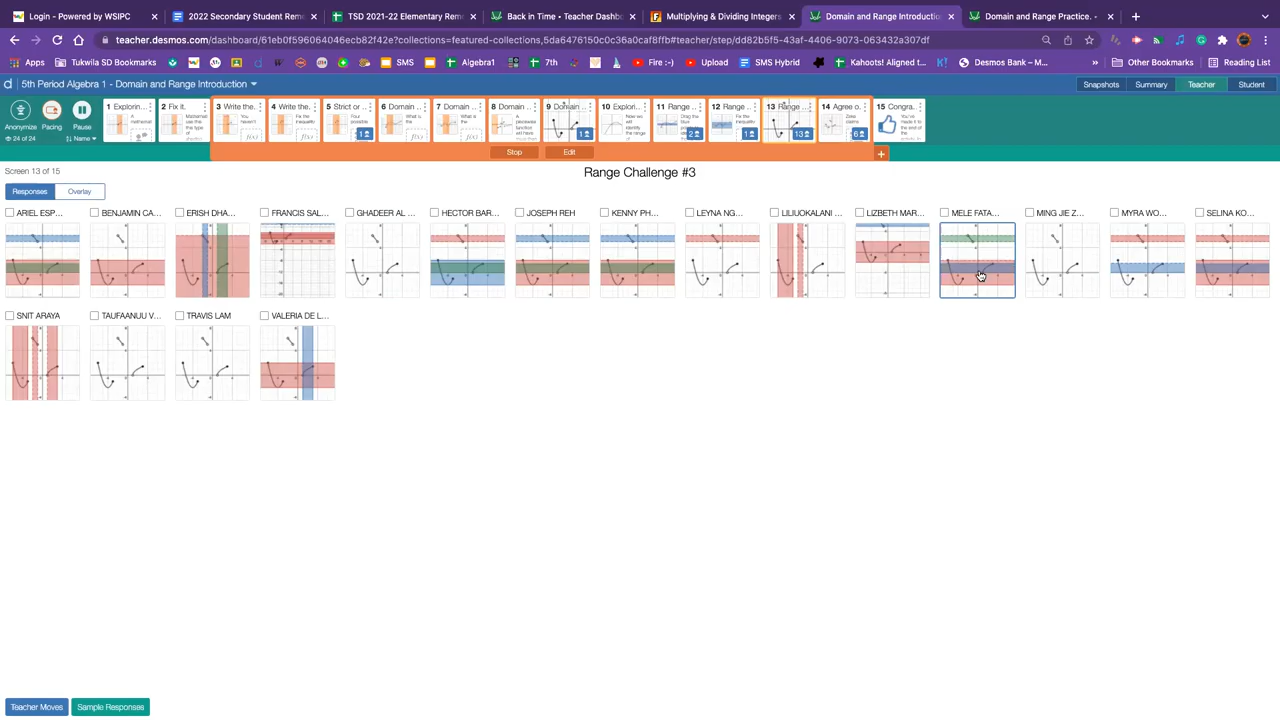 Login - Powered by WSIPC
2022 Secondary Student Rem
TSD 2021-22 Elementary Rem
Back in Time • Teacher Dashb
Multiplying & Dividing Integers
Domain and Range Introductio
Domain and Range Practice.
teacher.desmos.com/dashboard/61eb0f596064046ecb82f42e?collections=featured-collections,5da6476150c0c36a0caf8ffb#teacher/step/dd82b5f5-43af-4406-9073-063432a307df
Apps
Tukwila SD Bookmarks
SMS
Algebra1
7th
Fire :-)
Upload
SMS Hybrid
Kahoots! Algebra 1
Desmos Bank –
Other Bookmarks
Reading List
5th Period Algebra 1 - Domain and Range Introduction
Snapshots
Summary
Teacher
Student
Anonymize
Pacing
Pause
24 of 24
Name
1 Explorin
2 Fix it.
3 Write the.
4 Write the.
5 Strict or
6 Domain
7 Domain
8 Domain
9 Domain
10 Explori
11 Range
12 Range
13 Range
14 Agree o
15 Congra
Stop
Edit
Screen 13 of 15
Range Challenge #3
Responses
Overlay
ARIEL ESP...
BENJAMIN CA...
ERISH DHA...
FRANCIS SAL...
GHADEER AL ...
HECTOR BAR...
JOSEPH REH
KENNY PH...
LEYNA NG...
LILIUOKALANI ...
LIZBETH MAR...
MELE FATA...
MING JIE Z...
MYRA WO...
SELINA KO...
SNIT ARAYA
TAUFAANUU V...
TRAVIS LAM
VALERIA DE L...
Teacher Moves
Sample Responses